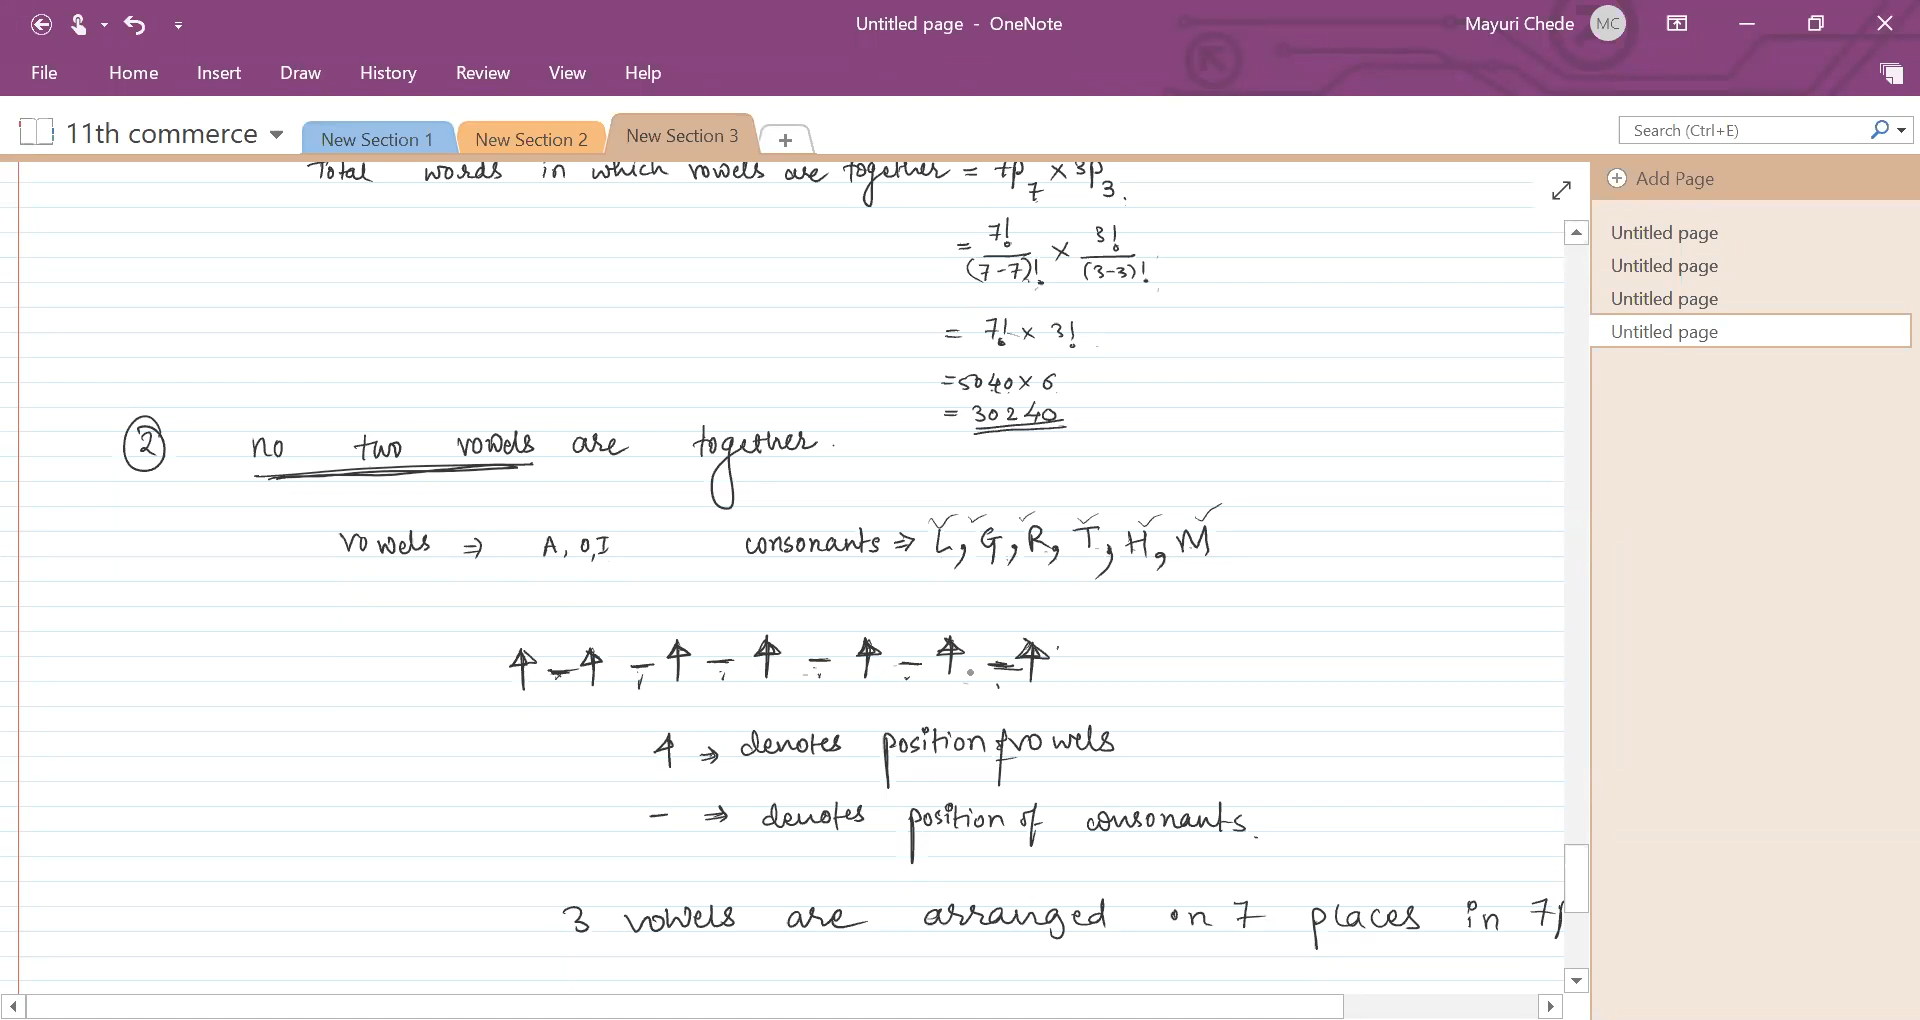 Untitled page - OneNote
Mayuri Chede MC
File Home Insert Draw History Review View Help
11th commerce New Section 1 New Section 2 New Section 3 +
Search (Ctrl+E)
Add Page
Untitled page
Untitled page
Untitled page
Untitled page
Total words in which vowels are together = 7p7 × 3p3.
= 7!/(7-7)! × 3!/(3-3)!
= 7! × 3!
=5040× 6
= 30240
2 no two vowels are together.
vowels ⇒ A, O, I consonants ⇒ L, G, R, T, H, M
↑ – ↑ – ↑ – ↑ – ↑ – ↑ – ↑
↑ ⇒ denotes position of vowels
– ⇒ denotes position of consonants.
3 vowels are arranged on 7 places in 7p